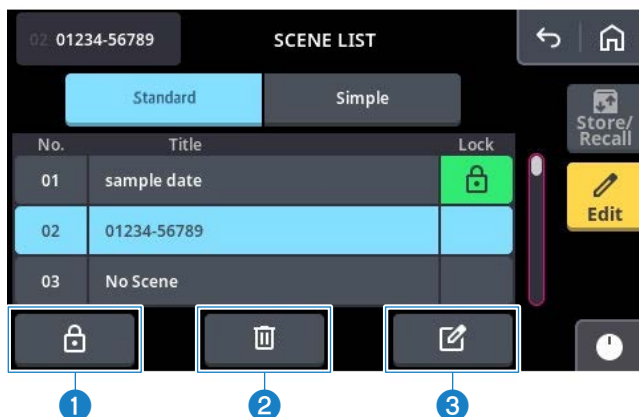 02 01234-56789
SCENE LIST
Standard
Simple
Store/
Recall
No.
Title
Lock
01
sample date
Edit
02
01234-56789
03
No Scene
1
2
3